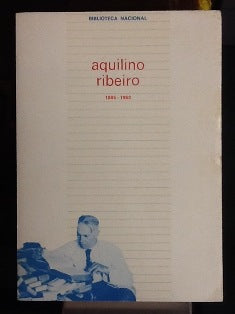 BIBLIOTECA NACIONAL
aquilino
ribeiro
1885 - 1963